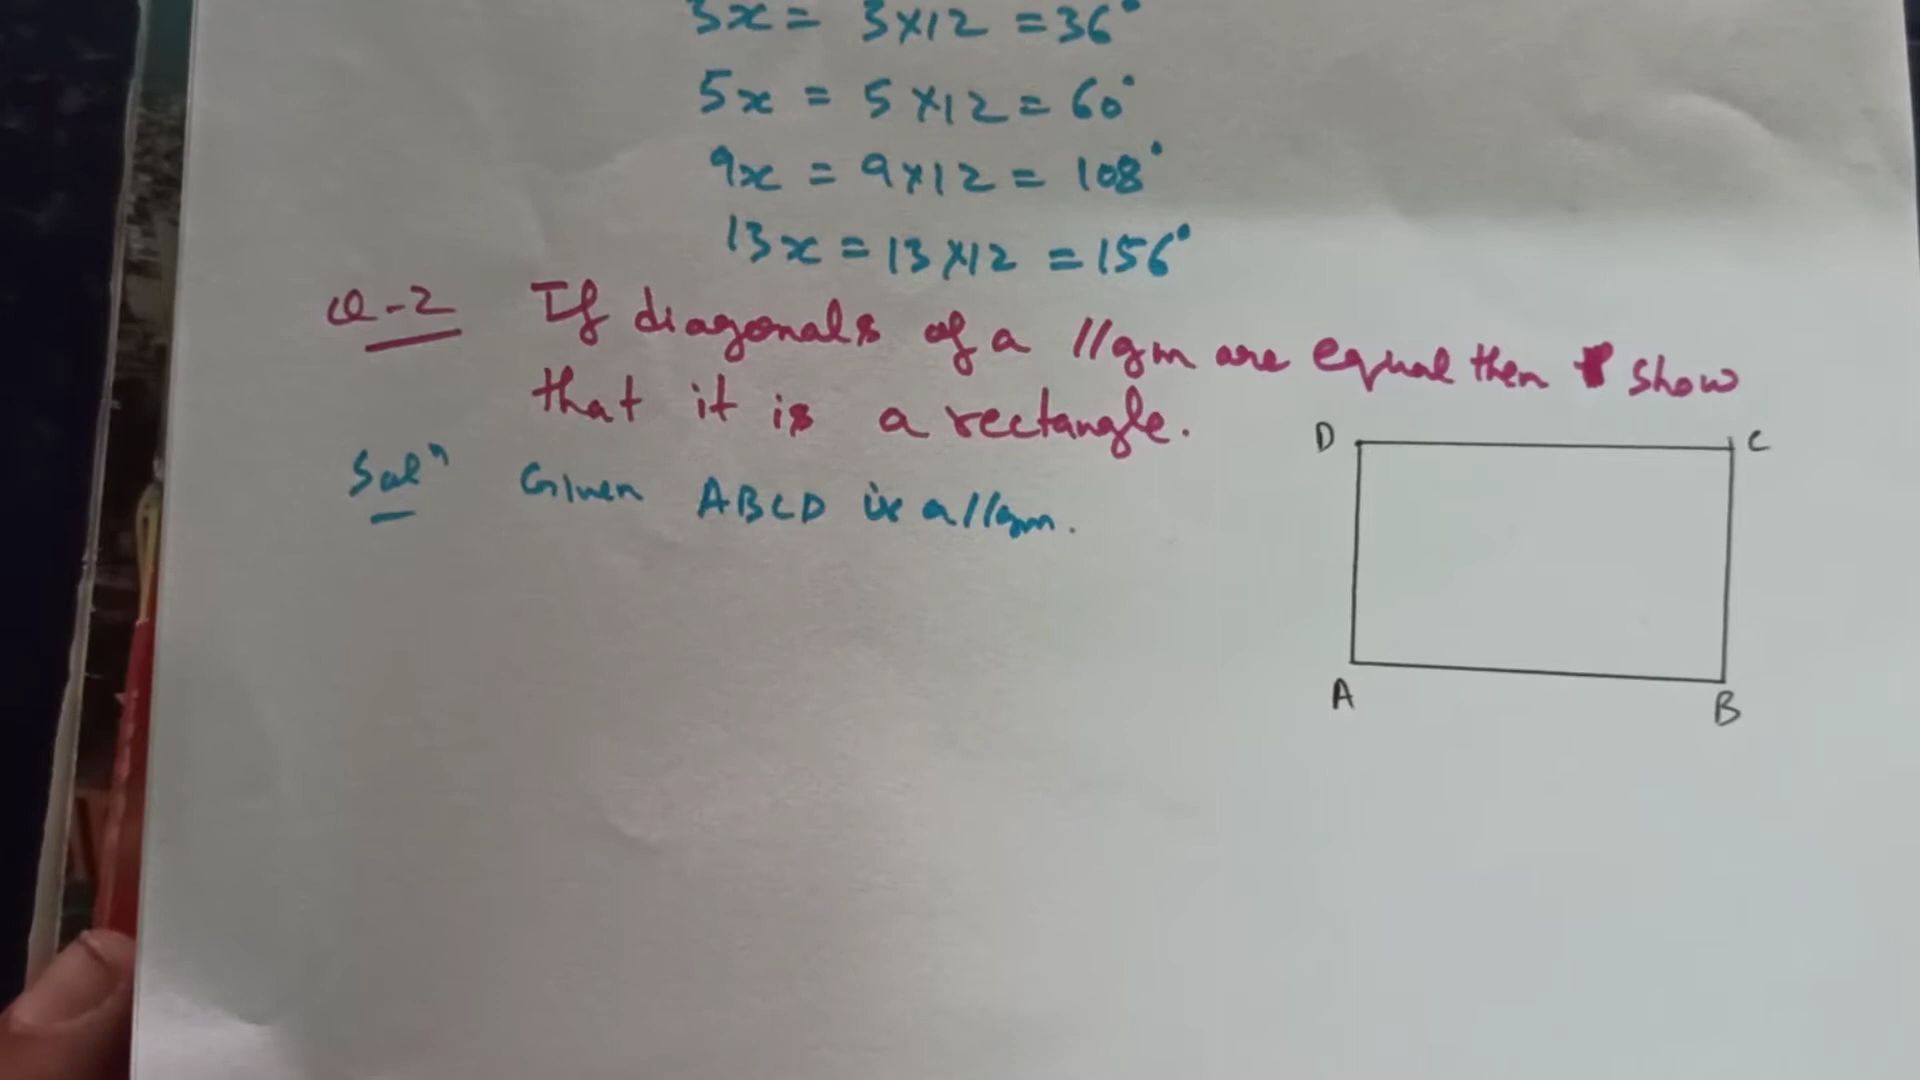 3x = 3×12 = 36°
5x = 5×12 = 60°
9x = 9×12 = 108°
13x = 13×12 = 156°
Q-2 If diagonals of a //gm are equal then show
that it is a rectangle.
Solⁿ Given ABCD is a //gm.
D C
A B